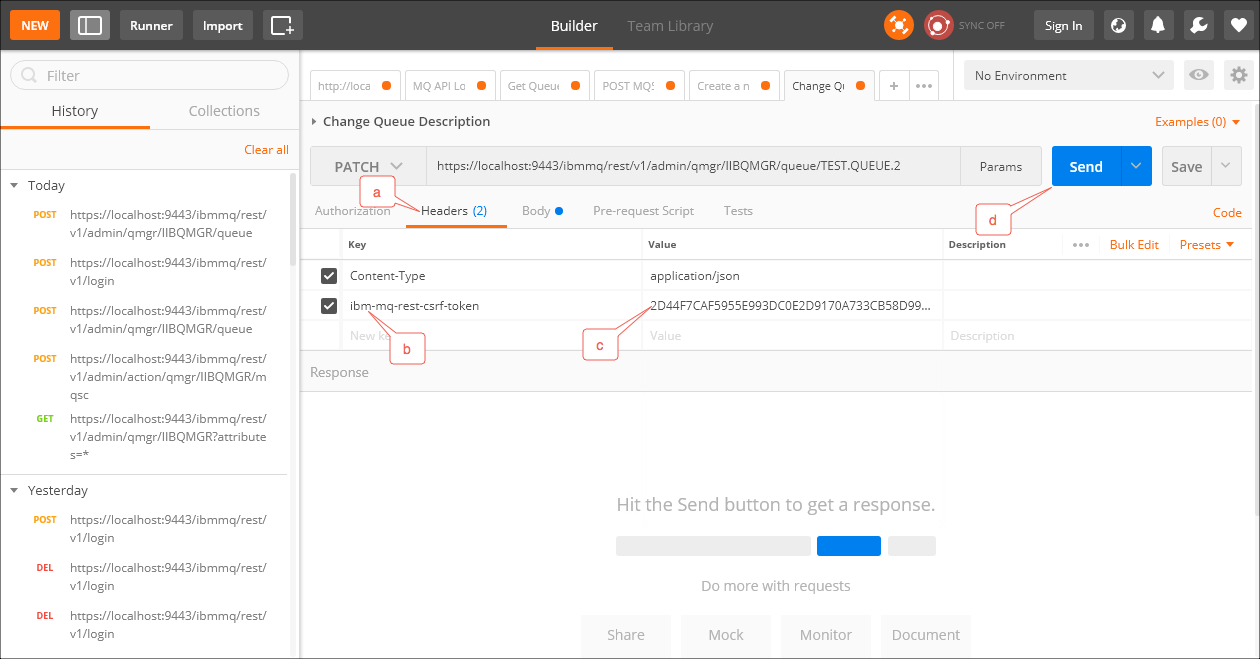 NEW Runner Import Builder Team Library SYNC OFF Sign In
Filter
History Collections
Clear all
Today
POST https://localhost:9443/ibmmq/rest/
v1/admin/qmgr/IIBQMGR/queue
POST https://localhost:9443/ibmmq/rest/
v1/login
POST https://localhost:9443/ibmmq/rest/
v1/admin/qmgr/IIBQMGR/queue
POST https://localhost:9443/ibmmq/rest/
v1/admin/action/qmgr/IIBQMGR/m
qsc
GET https://localhost:9443/ibmmq/rest/
v1/admin/qmgr/IIBQMGR?attribute
s=*
Yesterday
POST https://localhost:9443/ibmmq/rest/
v1/login
DEL https://localhost:9443/ibmmq/rest/
v1/login
DEL https://localhost:9443/ibmmq/rest/
v1/login
http://loca MQ API Lo Get Queue POST MQS Create a n Change Qu + ••• No Environment
Change Queue Description Examples (0)
PATCH https://localhost:9443/ibmmq/rest/v1/admin/qmgr/IIBQMGR/queue/TEST.QUEUE.2 Params Send Save
a
Authorization Headers (2) Body Pre-request Script Tests Code
d
Key Value Description ••• Bulk Edit Presets
Content-Type application/json
ibm-mq-rest-csrf-token 2D44F7CAF5955E993DC0E2D9170A733CB58D99...
New ke Value Description
b c
Response
Hit the Send button to get a response.
Do more with requests
Share Mock Monitor Document